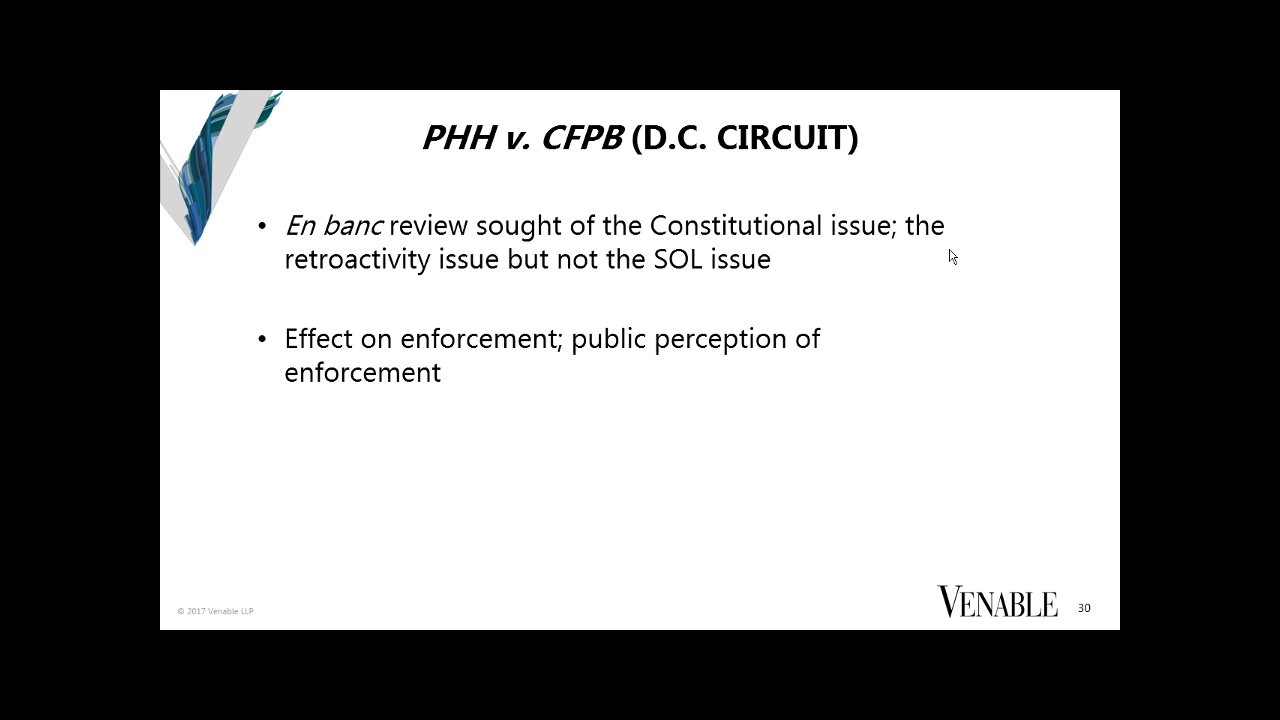 PHH v. CFPB (D.C. CIRCUIT)
• En banc review sought of the Constitutional issue; the
retroactivity issue but not the SOL issue
• Effect on enforcement; public perception of
enforcement
© 2017 Venable LLP
VENABLE
30